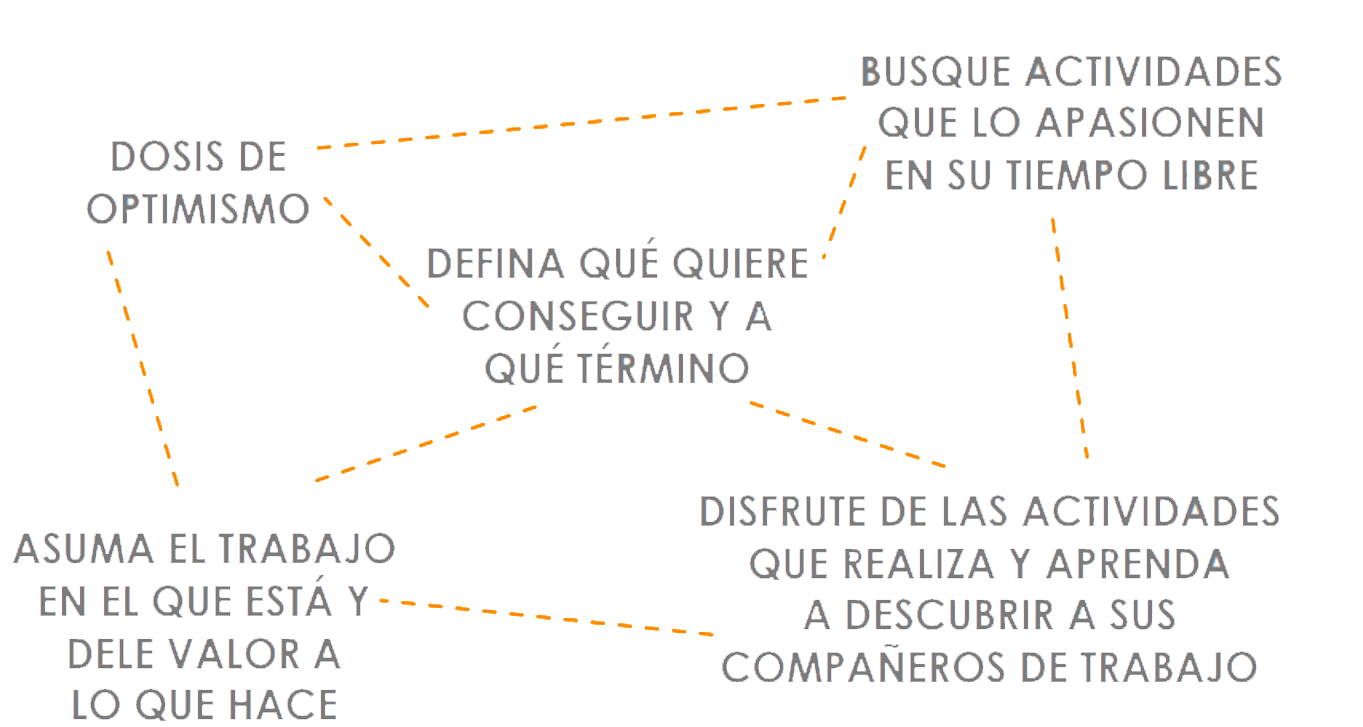 DOSIS DE
OPTIMISMO
BUSQUE ACTIVIDADES
QUE LO APASIONEN
EN SU TIEMPO LIBRE
DEFINA QUÉ QUIERE
CONSEGUIR Y A
QUÉ TÉRMINO
ASUMA EL TRABAJO
EN EL QUE ESTÁ Y
DELE VALOR A
LO QUE HACE
DISFRUTE DE LAS ACTIVIDADES
QUE REALIZA Y APRENDA
A DESCUBRIR A SUS
COMPAÑEROS DE TRABAJO